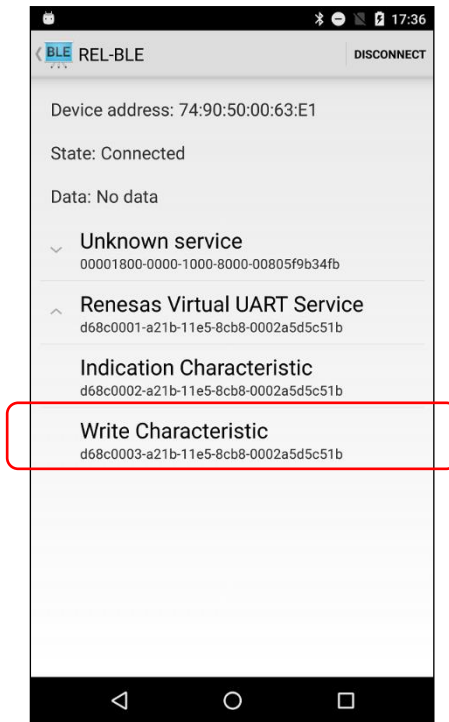 17:36
BLE REL-BLE DISCONNECT
Device address: 74:90:50:00:63:E1
State: Connected
Data: No data
Unknown service
00001800-0000-1000-8000-00805f9b34fb
Renesas Virtual UART Service
d68c0001-a21b-11e5-8cb8-0002a5d5c51b
Indication Characteristic
d68c0002-a21b-11e5-8cb8-0002a5d5c51b
Write Characteristic
d68c0003-a21b-11e5-8cb8-0002a5d5c51b